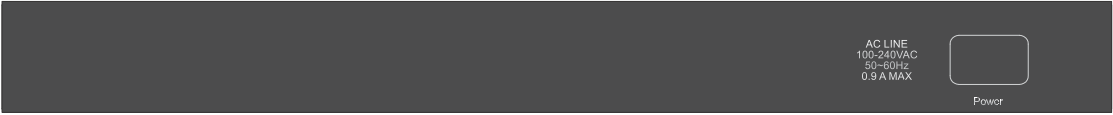 AC LINE
100-240VAC
50~60Hz
0.9 A MAX
Power